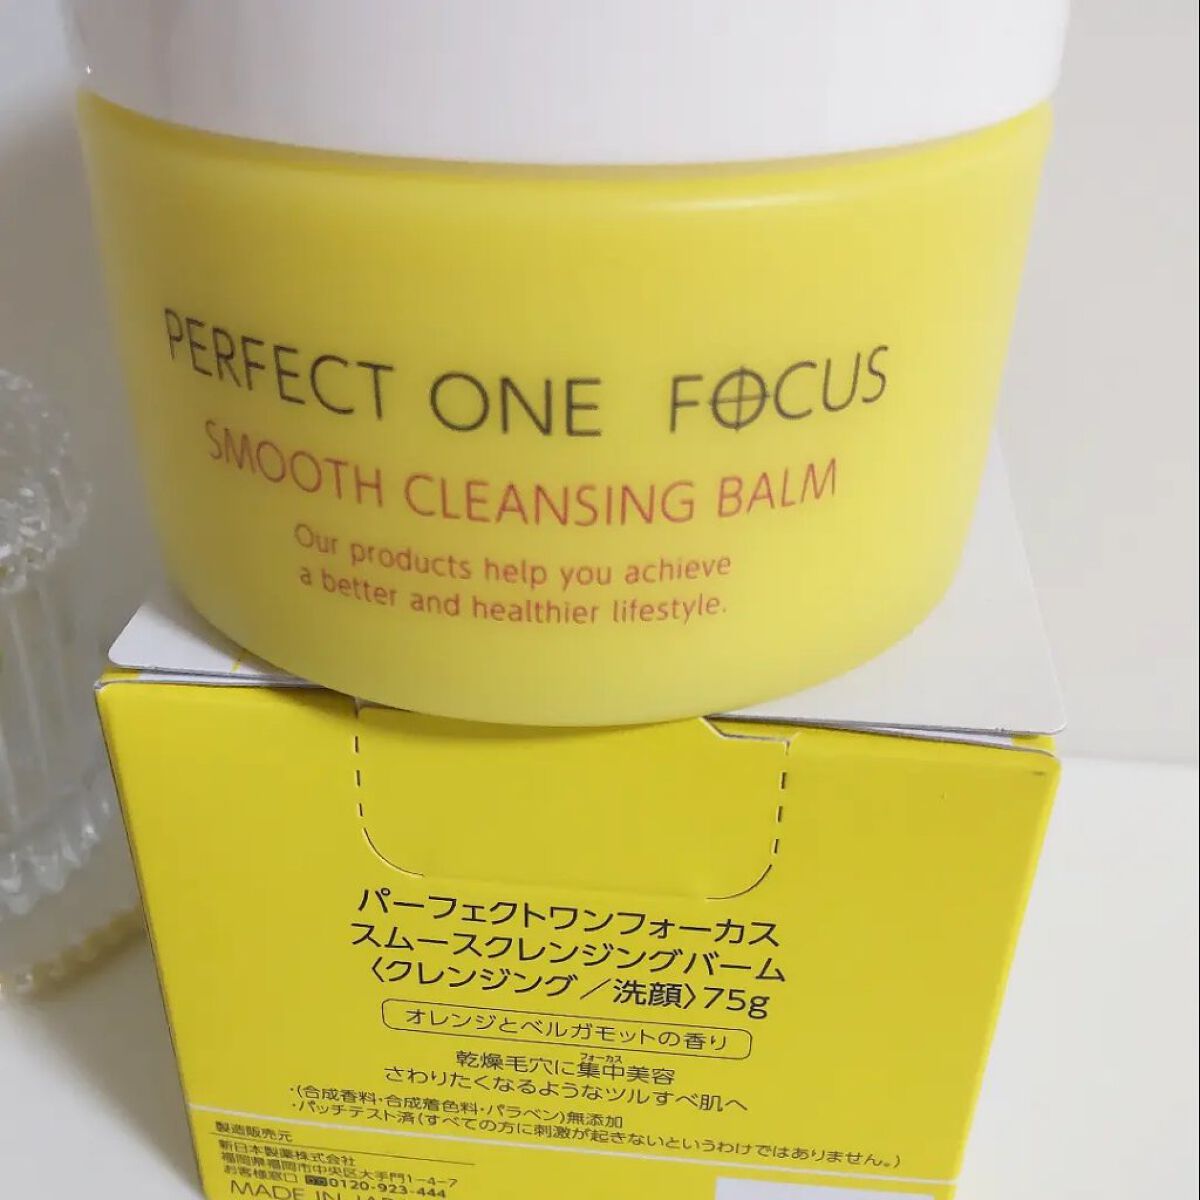 PERFECT ONE FOCUS
SMOOTH CLEANSING BALM
Our products help you achieve
a better and healthier lifestyle.
パーフェクトワンフォーカス
スムースクレンジングバーム
〈クレンジング／洗顔〉75g
オレンジとベルガモットの香り
フォーカス
乾燥毛穴に集中美容
さわりたくなるようなツルすべ肌へ
・(合成香料・合成着色料・パラベン)無添加
・パッチテスト済(すべての方に刺激が起きないというわけではありません。)
製造販売元
新日本製薬株式会社
福岡県福岡市中央区大手門1-4-7
お客様窓口 0120-923-444
MADE IN